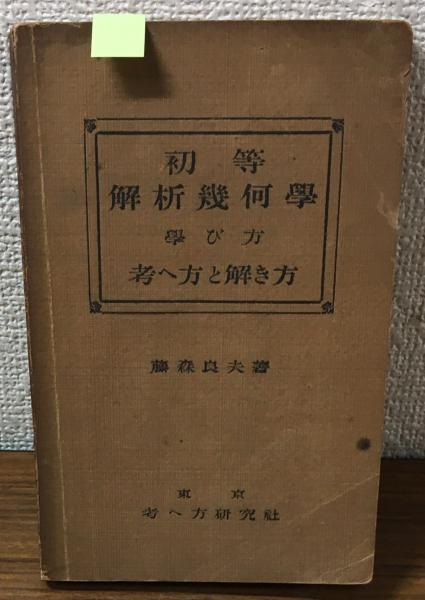 初等
解析幾何學
學び方
考へ方と解き方
藤森良夫著
東京
考へ方研究社